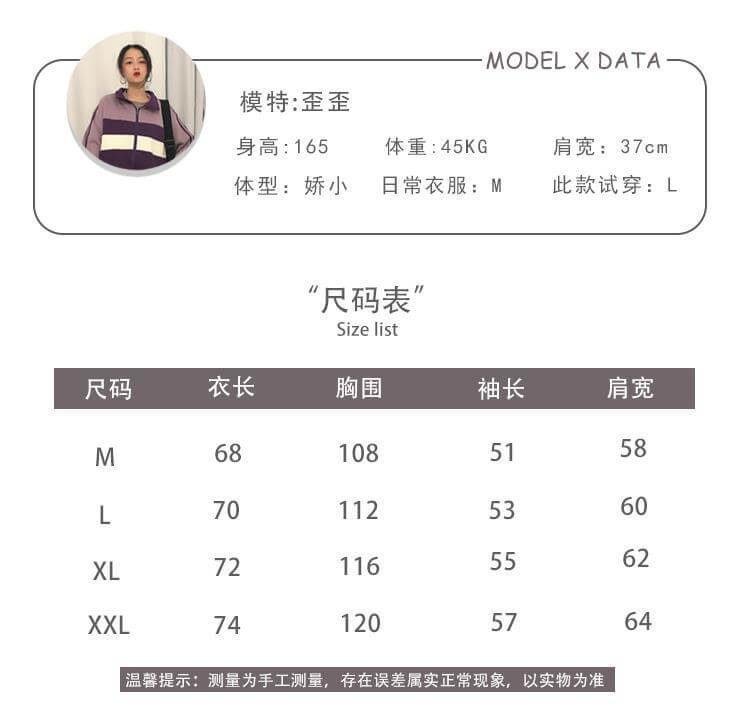 MODEL X DATA
模特:歪歪
身高:165 体重:45KG 肩宽：37cm
体型：娇小 日常衣服：M 此款试穿：L
“尺码表”
Size list
尺码 衣长 胸围 袖长 肩宽
M 68 108 51 58
L 70 112 53 60
XL 72 116 55 62
XXL 74 120 57 64
温馨提示：测量为手工测量，存在误差属实正常现象，以实物为准